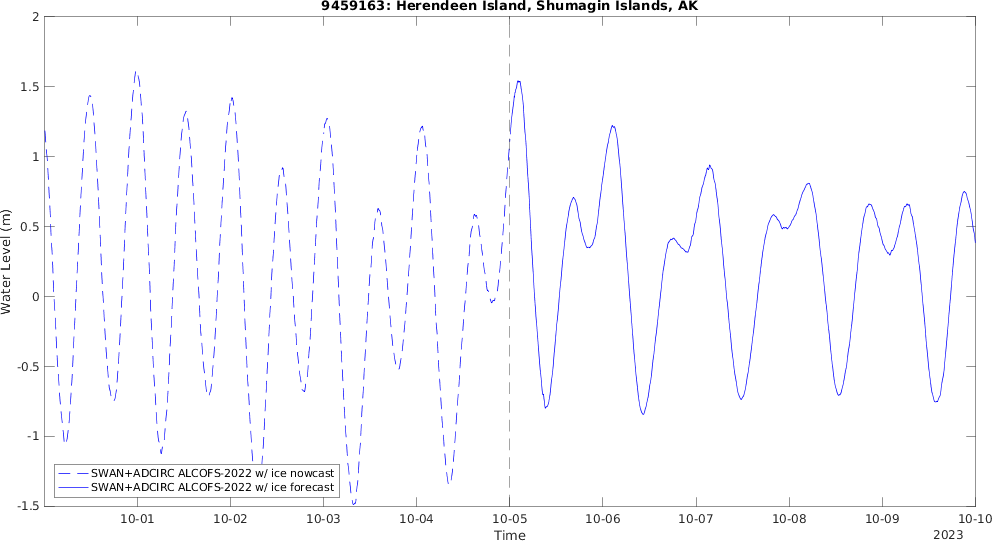 9459163: Herendeen Island, Shumagin Islands, AK
2
1.5
1
0.5
0
-0.5
-1
-1.5
Water Level (m)
SWAN+ADCIRC ALCOFS-2022 w/ ice nowcast
SWAN+ADCIRC ALCOFS-2022 w/ ice forecast
10-01 10-02 10-03 10-04 10-05 10-06 10-07 10-08 10-09 10-10
Time
2023